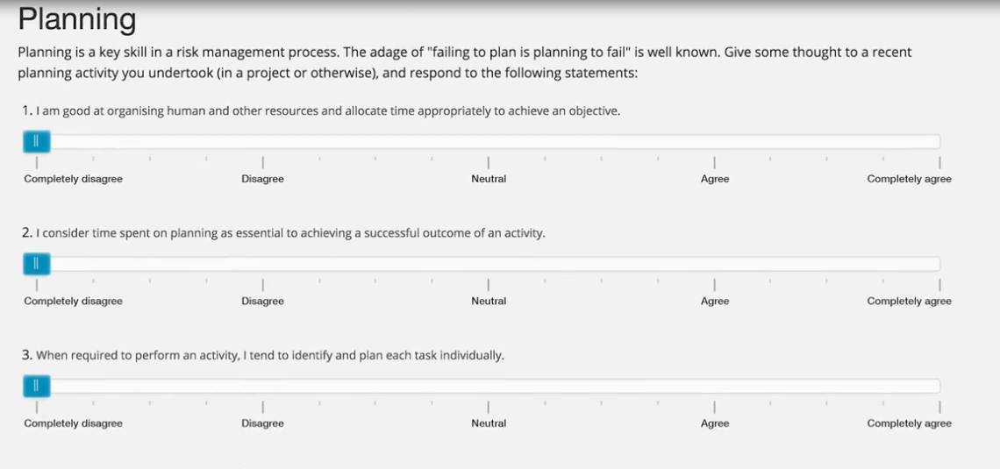 Planning
Planning is a key skill in a risk management process. The adage of "failing to plan is planning to fail" is well known. Give some thought to a recent
planning activity you undertook (in a project or otherwise), and respond to the following statements:
1. I am good at organising human and other resources and allocate time appropriately to achieve an objective.
Completely disagree Disagree Neutral Agree Completely agree
2. I consider time spent on planning as essential to achieving a successful outcome of an activity.
Completely disagree Disagree Neutral Agree Completely agree
3. When required to perform an activity, I tend to identify and plan each task individually.
Completely disagree Disagree Neutral Agree Completely agree